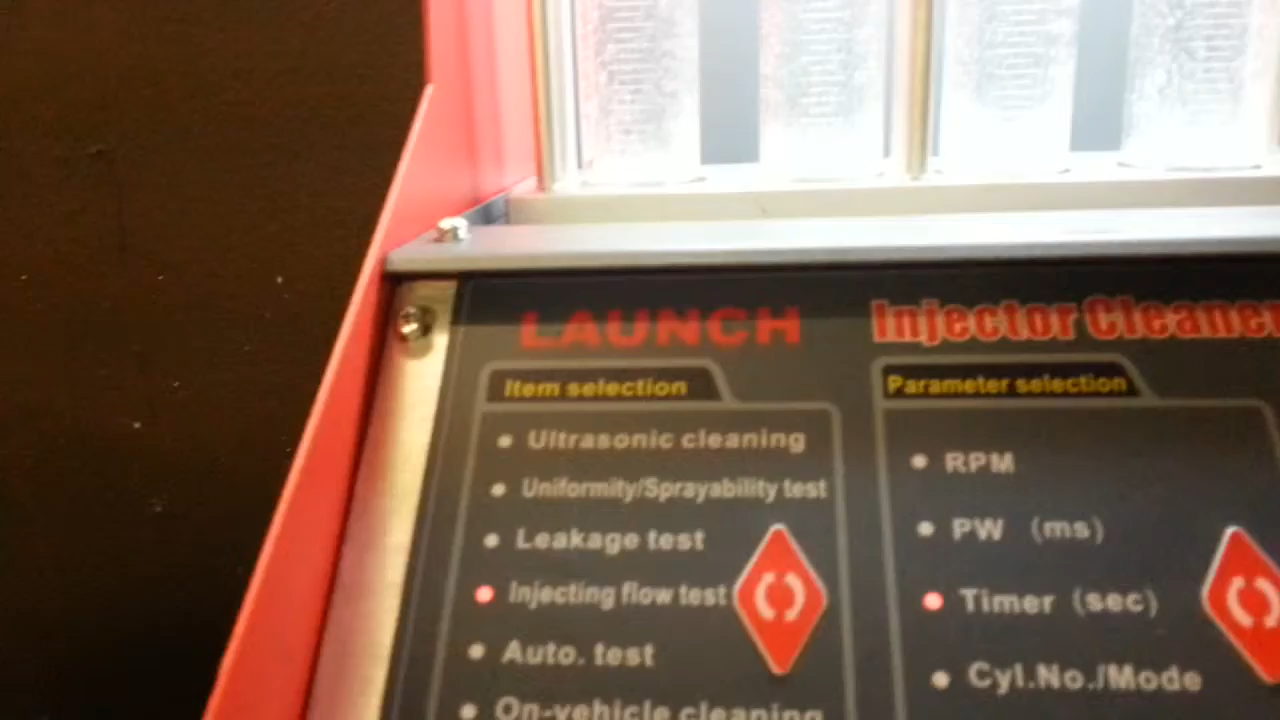 LAUNCH
Injector Cleaner
Item selection
Ultrasonic cleaning
Uniformity/Sprayability test
Leakage test
Injecting flow test
Auto. test
On-vehicle cleaning
Parameter selection
RPM
PW (ms)
Timer (sec)
Cyl.No./Mode